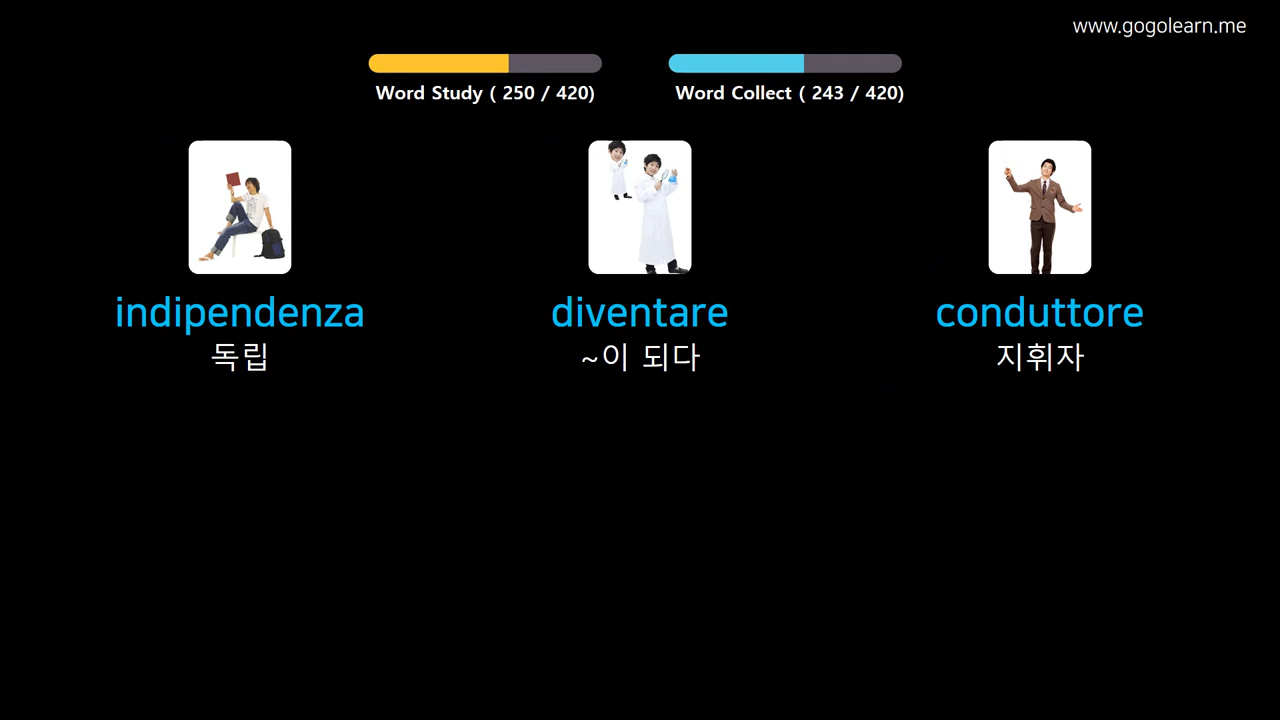 www.gogolearn.me
Word Study ( 250 / 420)
Word Collect ( 243 / 420)
indipendenza
독립
diventare
~이 되다
conduttore
지휘자